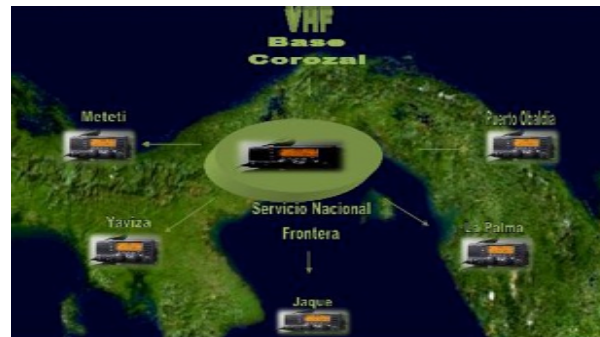 VHF
Base
Corozal
Meteti
Puerto Obaldia
Servicio Nacional
Frontera
Yaviza
La Palma
Jaque